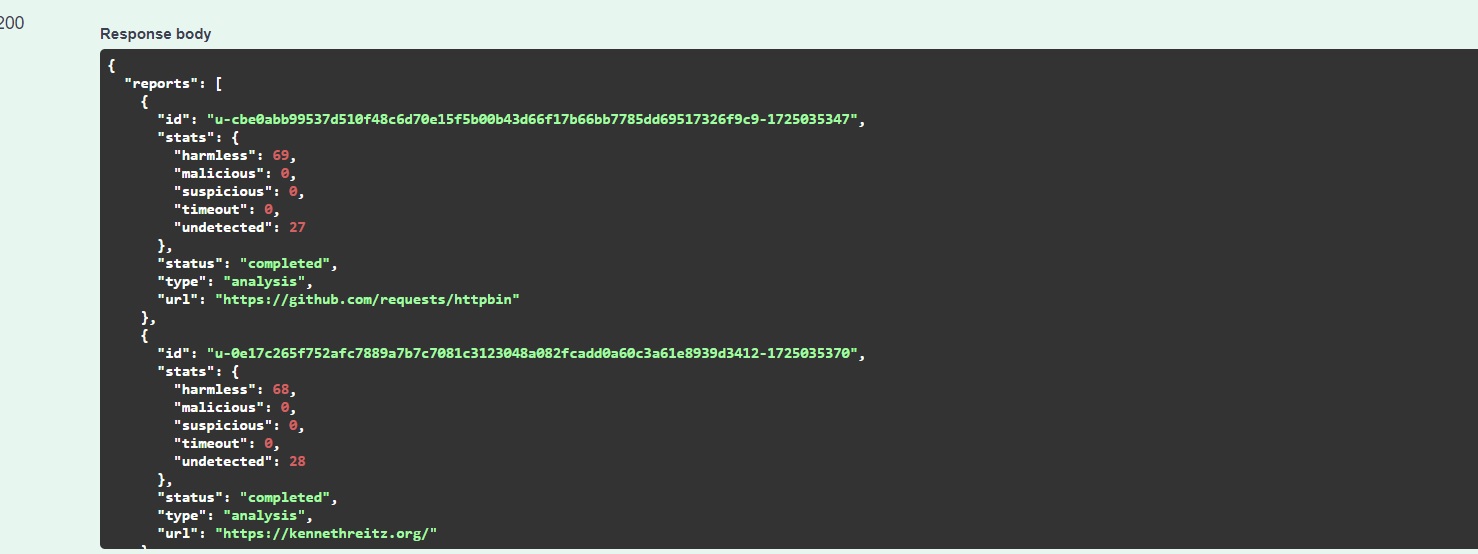 200
Response body
{
"reports": [
{
"id": "u-cbe0abb99537d510f48c6d70e15f5b00b43d66f17b66bb7785dd69517326f9c9-1725035347",
"stats": {
"harmless": 69,
"malicious": 0,
"suspicious": 0,
"timeout": 0,
"undetected": 27
},
"status": "completed",
"type": "analysis",
"url": "https://github.com/requests/httpbin"
},
{
"id": "u-0e17c265f752afc7889a7b7c7081c3123048a082fcadd0a60c3a61e8939d3412-1725035370",
"stats": {
"harmless": 68,
"malicious": 0,
"suspicious": 0,
"timeout": 0,
"undetected": 28
},
"status": "completed",
"type": "analysis",
"url": "https://kennethreitz.org/"